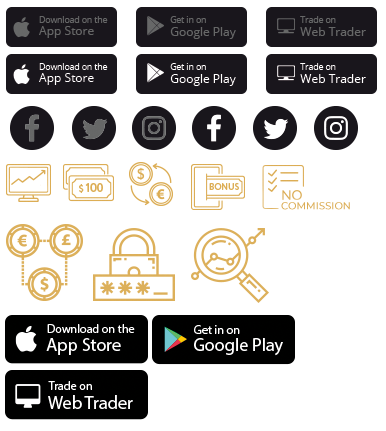 Download on the
App Store
Get in on
Google Play
Trade on
Web Trader
Download on the
App Store
Get in on
Google Play
Trade on
Web Trader
$100
$
€
BONUS
NO
COMMISSION
€
£
$
***_
Download on the
App Store
Get in on
Google Play
Trade on
Web Trader